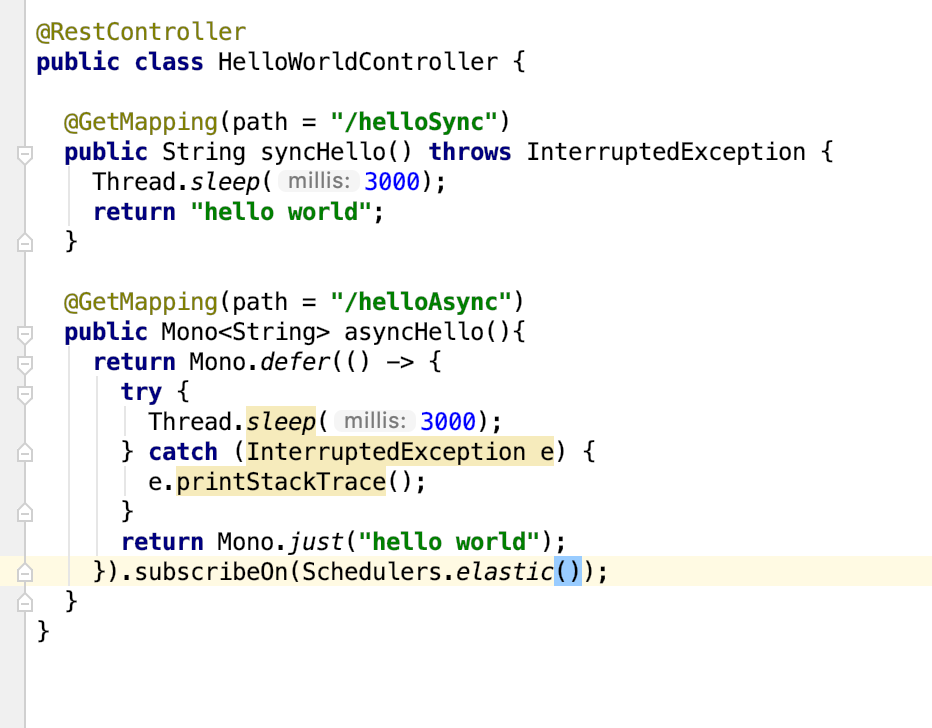 @RestController
public class HelloWorldController {
@GetMapping(path = "/helloSync")
public String syncHello() throws InterruptedException {
Thread.sleep( millis: 3000);
return "hello world";
}
@GetMapping(path = "/helloAsync")
public Mono<String> asyncHello(){
return Mono.defer(() -> {
try {
Thread.sleep( millis: 3000);
} catch (InterruptedException e) {
e.printStackTrace();
}
return Mono.just("hello world");
}).subscribeOn(Schedulers.elastic());
}
}